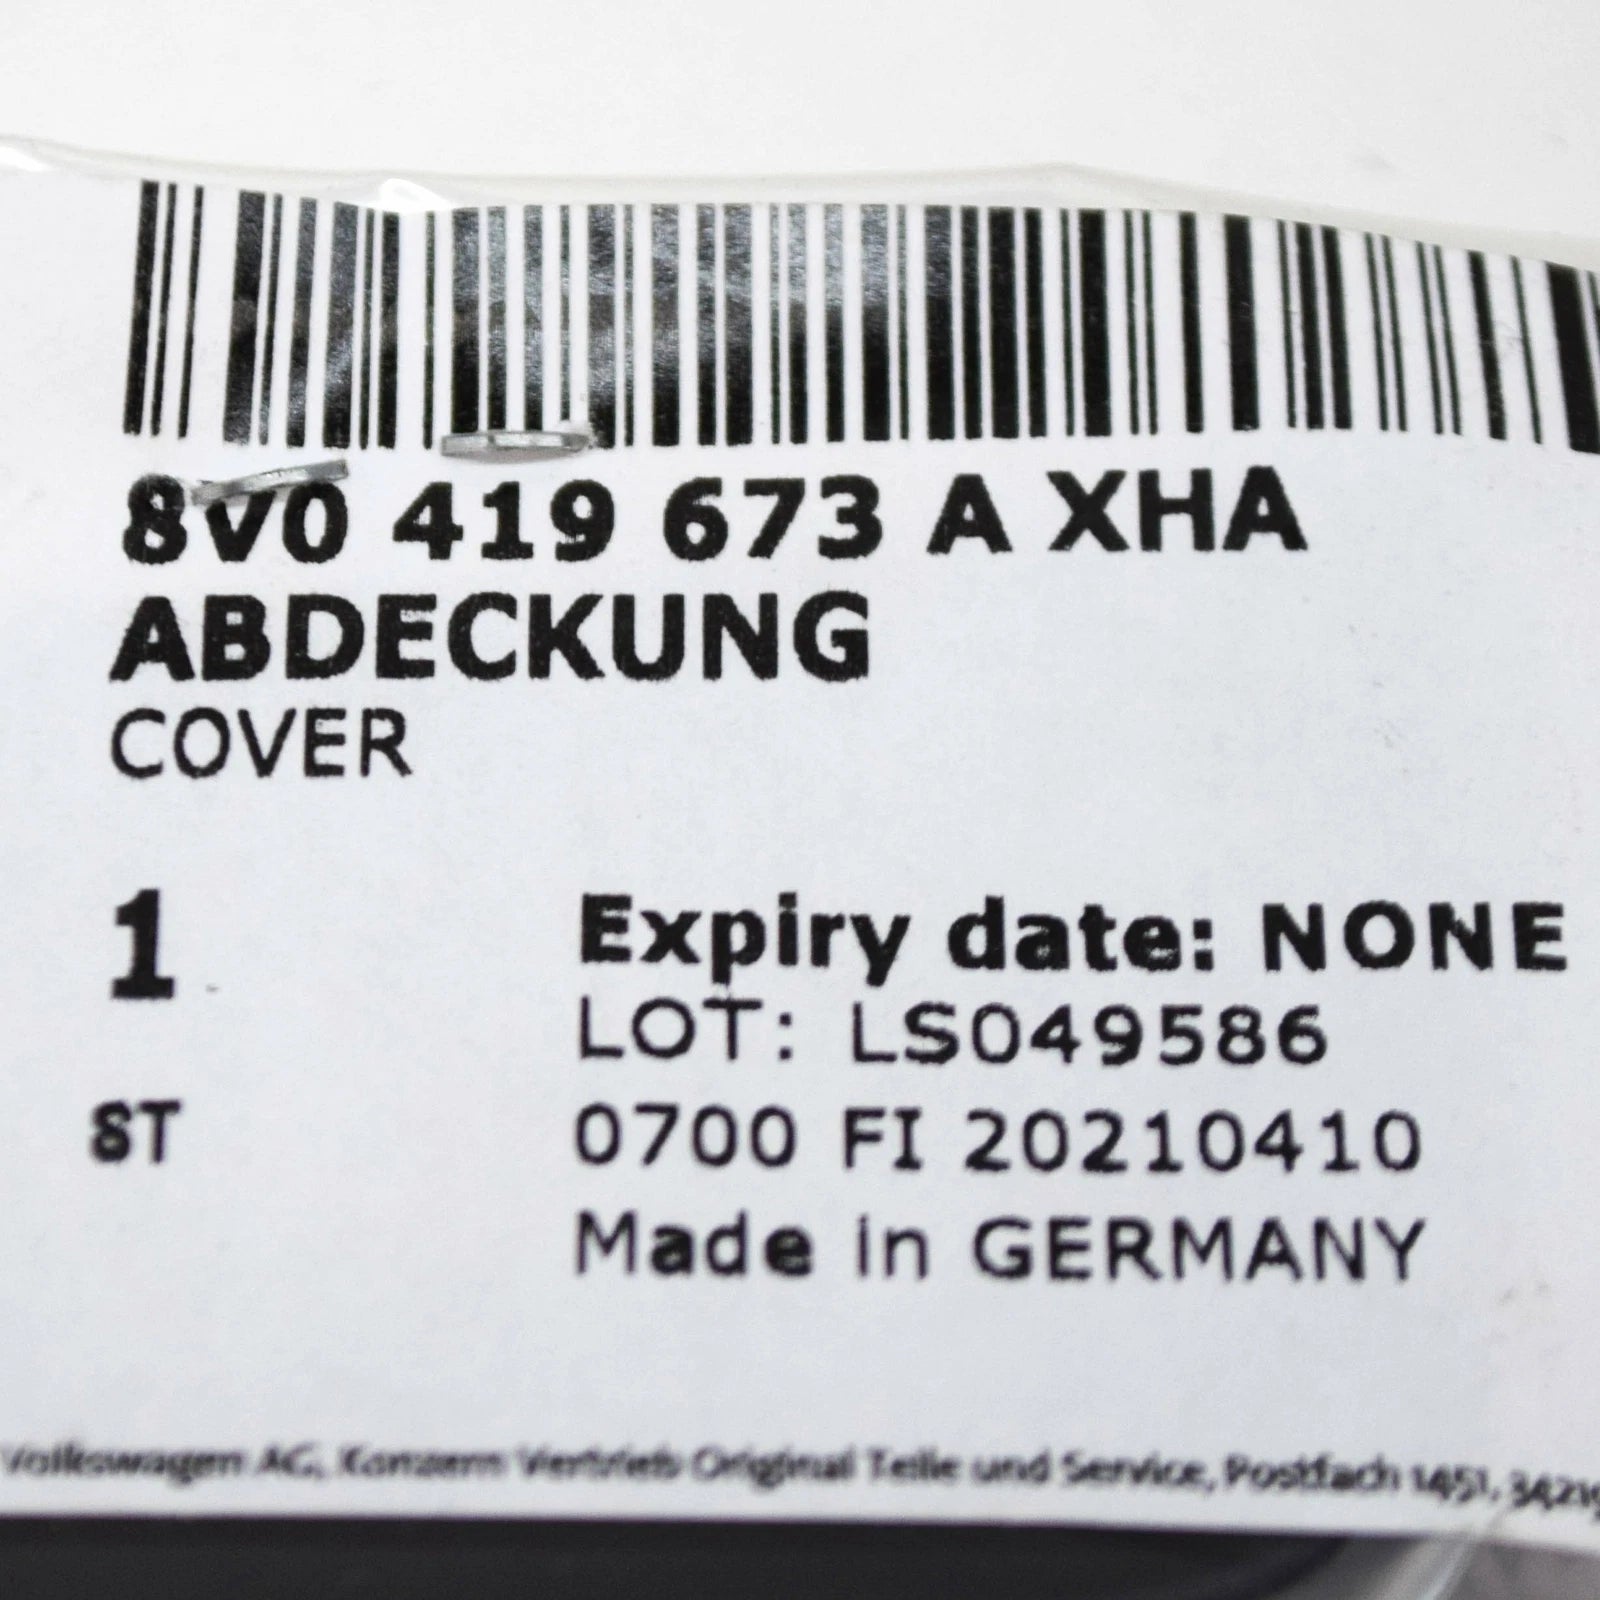 8V0 419 673 A XHA
ABDECKUNG
COVER
1
Expiry date: NONE
LOT: LS049586
ST
0700 FI 20210410
Made in GERMANY
Volkswagen AG, Konzern Vertrieb Original Teile und Service, Postfach 1451, 34219